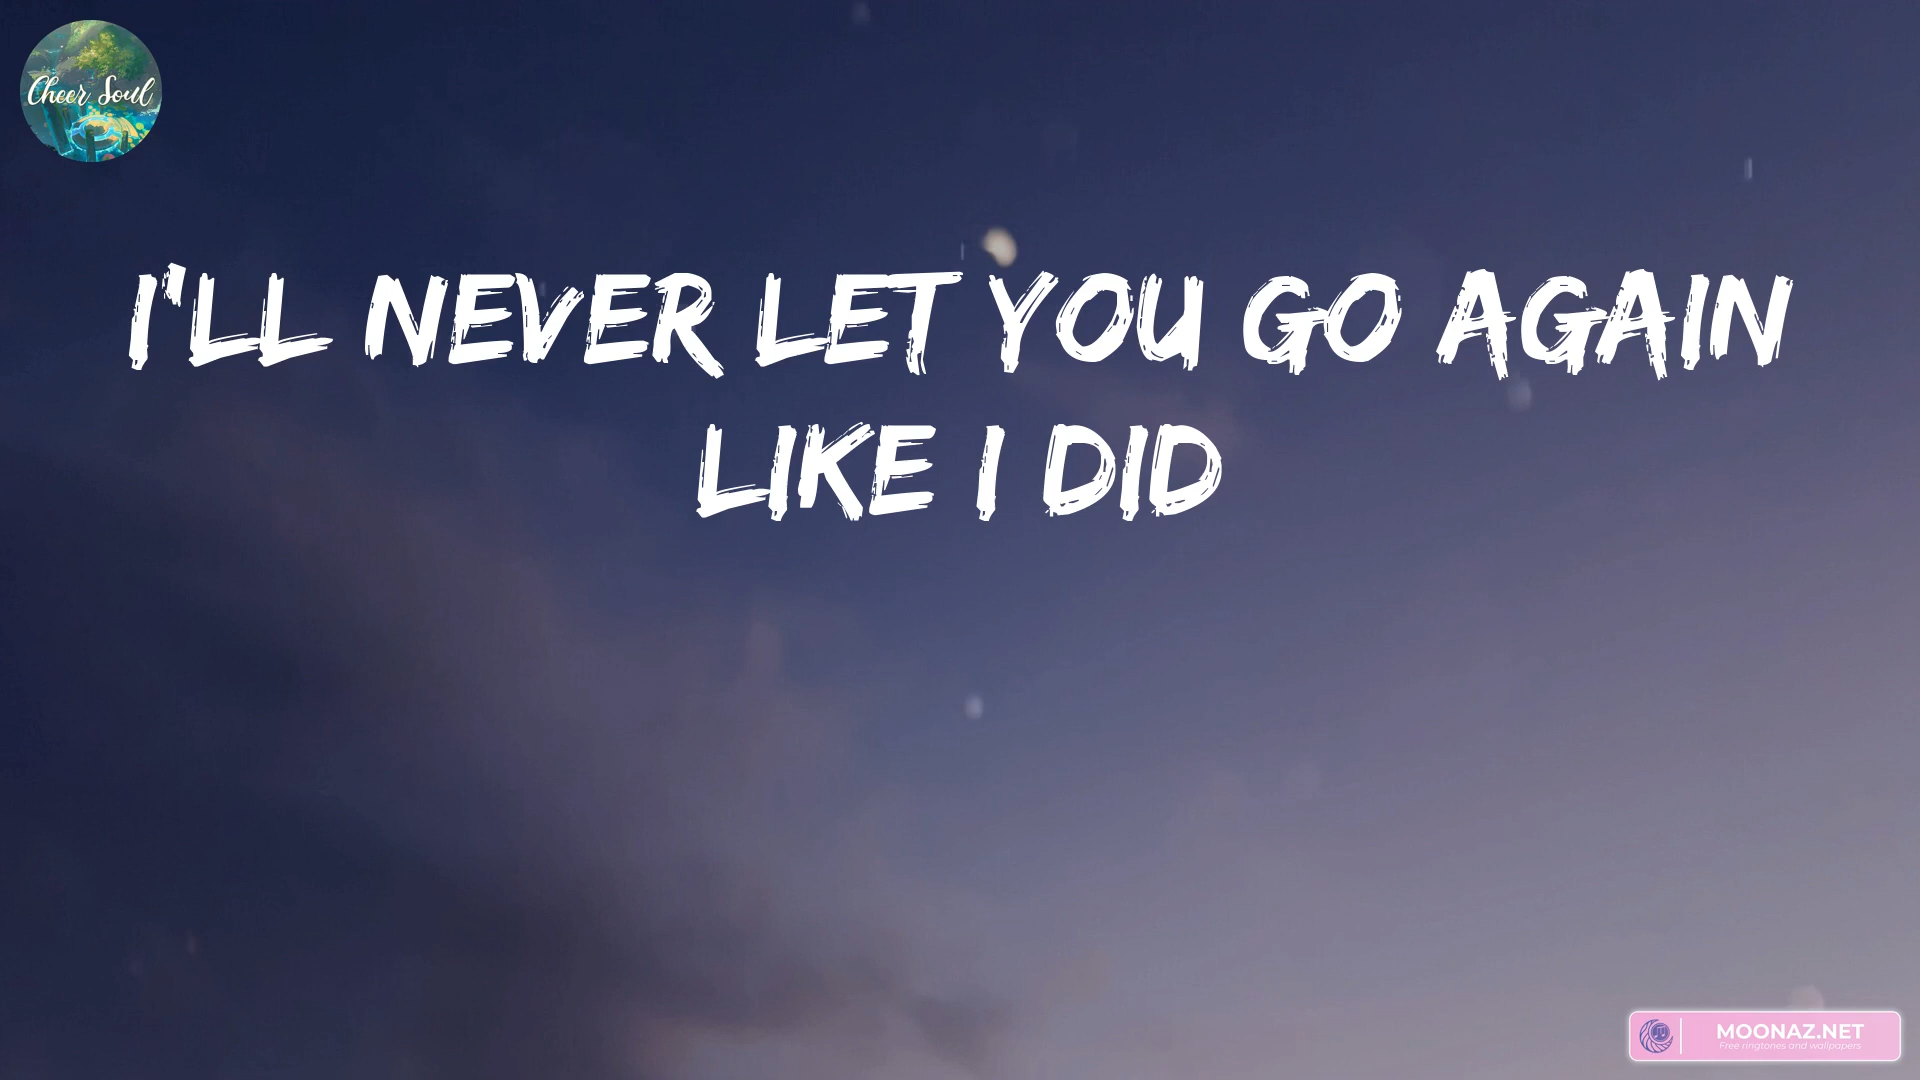 Cheer Soul
I'LL NEVER LET YOU GO AGAIN
LIKE I DID
MOONAZ.NET
Free ringtones and wallpapers